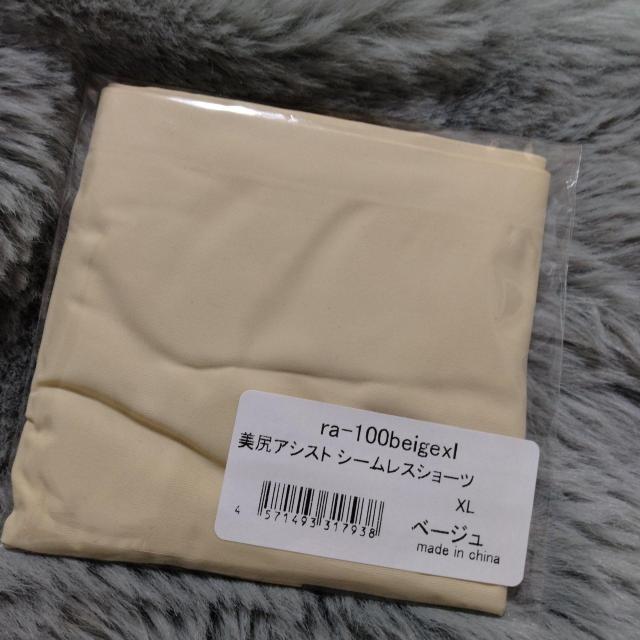 ra-100beigexl
美尻アシスト シームレスショーツ
XL
4 571493 317938
ベージュ
made in china